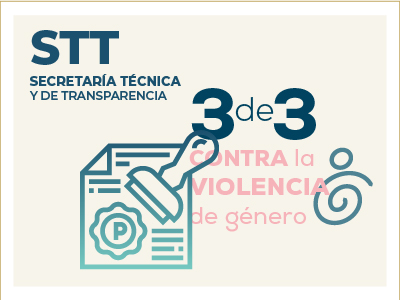 STT
SECRETARÍA TÉCNICA
Y DE TRANSPARENCIA
3de3
CONTRA la
VIOLENCIA
de género
P